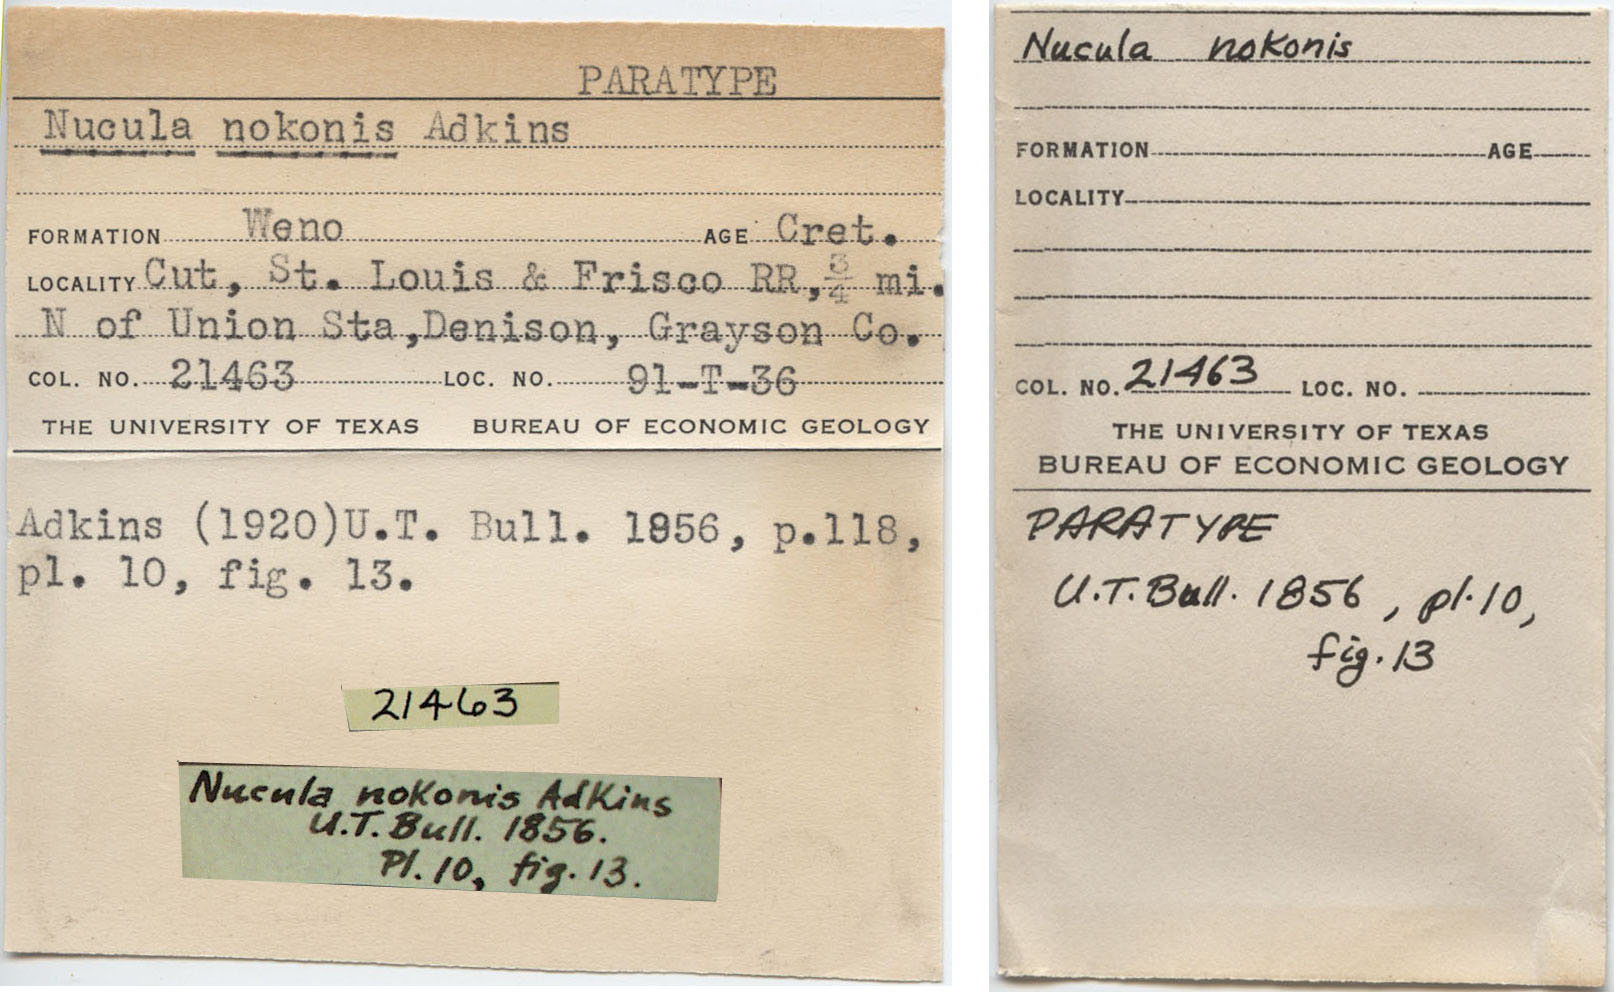 PARATYPE
Nucula nokonis Adkins
FORMATION Weno AGE Cret.
LOCALITY Cut, St. Louis & Frisco RR, 3/4 mi.
N of Union Sta, Denison, Grayson Co.
COL. NO. 21463 LOC. NO. 91-T-36
THE UNIVERSITY OF TEXAS BUREAU OF ECONOMIC GEOLOGY
Adkins (1920)U.T. Bull. 1856, p.118,
pl. 10, fig. 13.
21463
Nucula nokonis Adkins
U.T. Bull. 1856.
Pl. 10, fig. 13.
Nucula nokonis
FORMATION AGE
LOCALITY
COL. NO. 21463 LOC. NO.
THE UNIVERSITY OF TEXAS
BUREAU OF ECONOMIC GEOLOGY
PARATYPE
U.T. Bull. 1856, pl. 10,
fig. 13